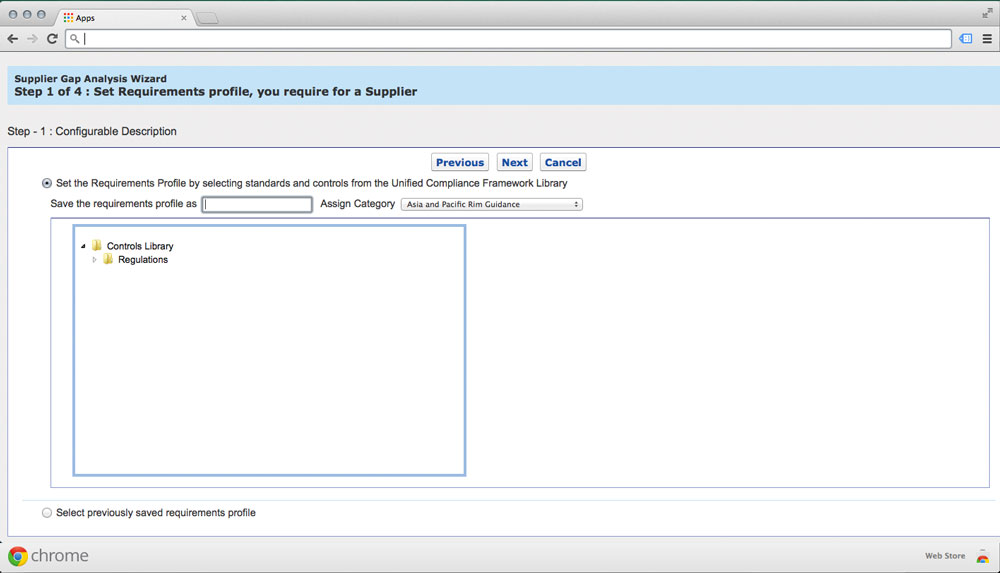 Apps
Supplier Gap Analysis Wizard
Step 1 of 4 : Set Requirements profile, you require for a Supplier
Step - 1 : Configurable Description
Previous Next Cancel
Set the Requirements Profile by selecting standards and controls from the Unified Compliance Framework Library
Save the requirements profile as Assign Category Asia and Pacific Rim Guidance
Controls Library
Regulations
Select previously saved requirements profile
chrome Web Store